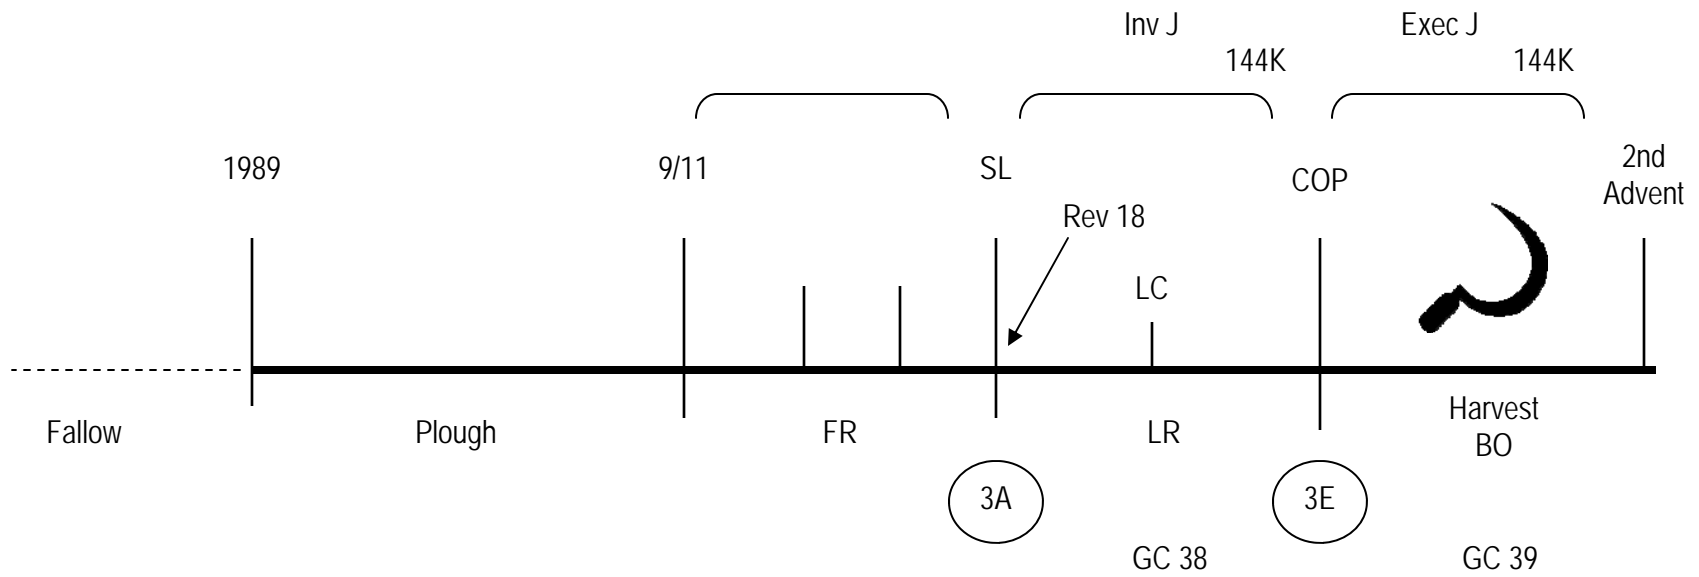 Inv J
Exec J
144K
144K
1989
9/11
SL
COP
2nd
Advent
Rev 18
LC
Fallow
Plough
FR
LR
Harvest
BO
3A
3E
GC 38
GC 39